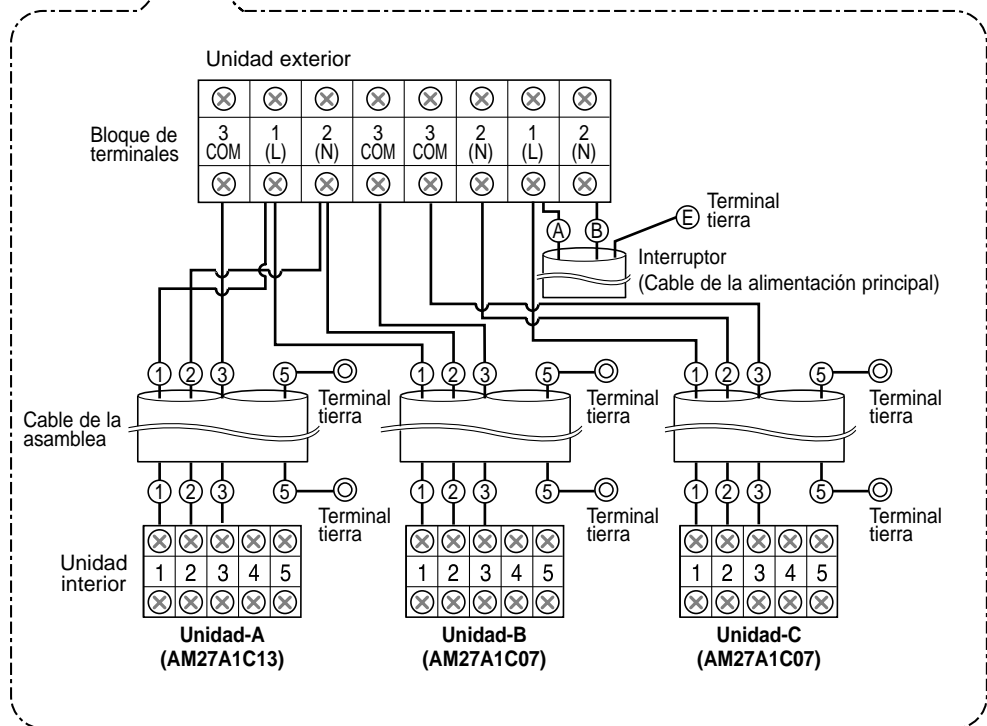 Unidad exterior
Bloque de
terminales
3 1 2 3 3 2 1 2
COM (L) (N) COM COM (N) (L) (N)
A B E Terminal
tierra
Interruptor
(Cable de la alimentación principal)
1 2 3 5 1 2 3 5 1 2 3 5
Terminal
tierra
Terminal
tierra
Terminal
tierra
Cable de la
asamblea
1 2 3 5 1 2 3 5 1 2 3 5
Terminal
tierra
Terminal
tierra
Terminal
tierra
Unidad
interior
1 2 3 4 5 1 2 3 4 5 1 2 3 4 5
Unidad-A
(AM27A1C13)
Unidad-B
(AM27A1C07)
Unidad-C
(AM27A1C07)